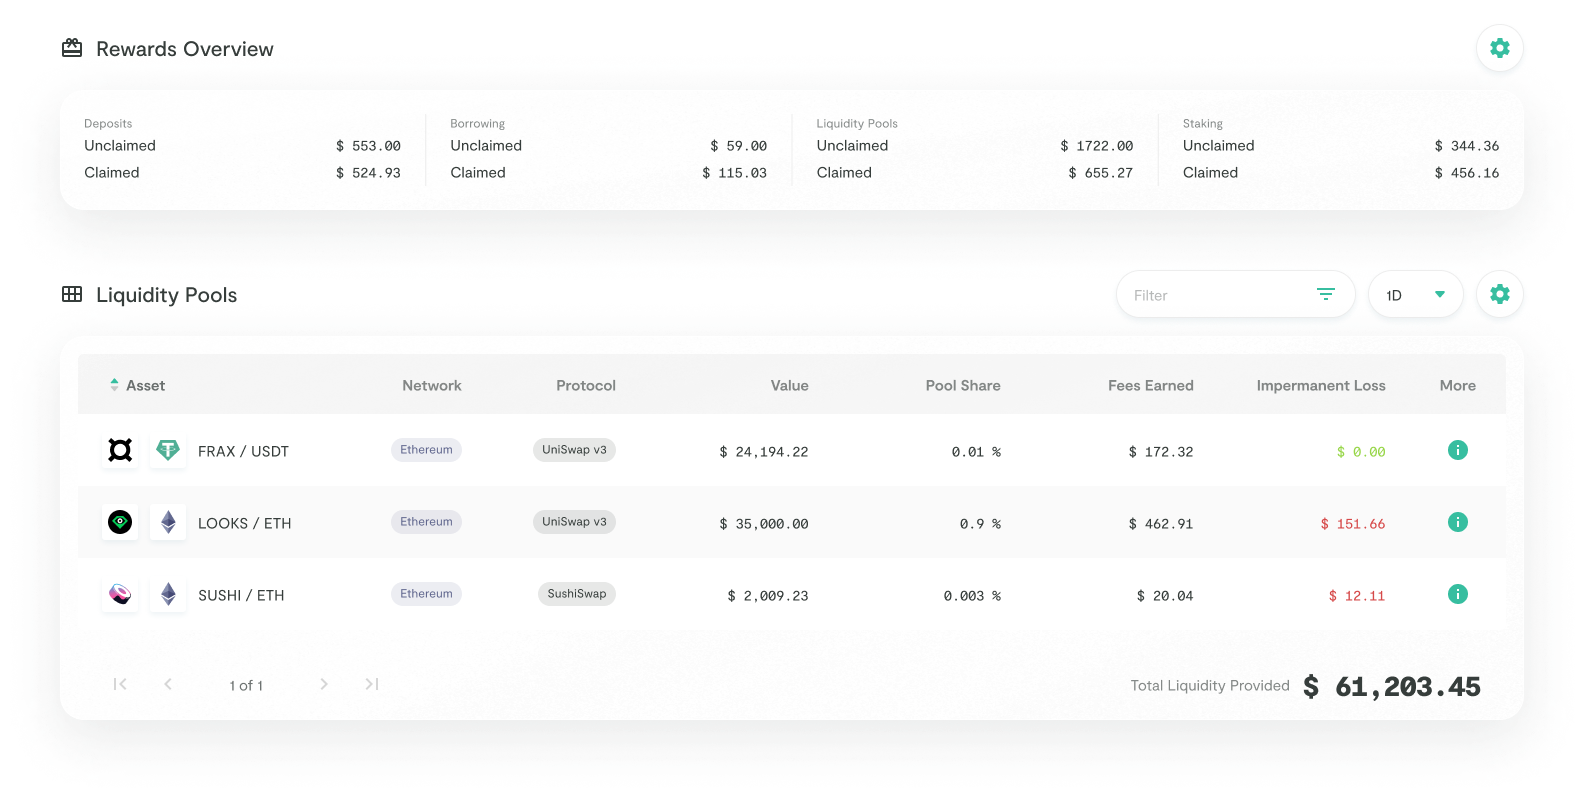 Rewards Overview
Deposits
Unclaimed $ 553.00
Claimed $ 524.93
Borrowing
Unclaimed $ 59.00
Claimed $ 115.03
Liquidity Pools
Unclaimed $ 1722.00
Claimed $ 655.27
Staking
Unclaimed $ 344.36
Claimed $ 456.16
Liquidity Pools
Filter
1D
Asset Network Protocol Value Pool Share Fees Earned Impermanent Loss More
FRAX / USDT Ethereum UniSwap v3 $ 24,194.22 0.01 % $ 172.32 $ 0.00
LOOKS / ETH Ethereum UniSwap v3 $ 35,000.00 0.9 % $ 462.91 $ 151.66
SUSHI / ETH Ethereum SushiSwap $ 2,009.23 0.003 % $ 20.04 $ 12.11
1 of 1
Total Liquidity Provided $ 61,203.45